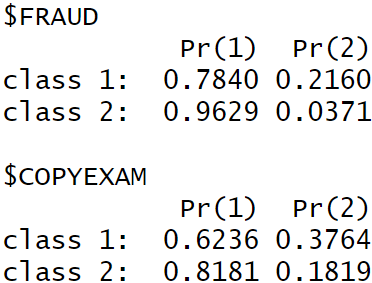 $FRAUD
Pr(1) Pr(2)
class 1: 0.7840 0.2160
class 2: 0.9629 0.0371
$COPYEXAM
Pr(1) Pr(2)
class 1: 0.6236 0.3764
class 2: 0.8181 0.1819